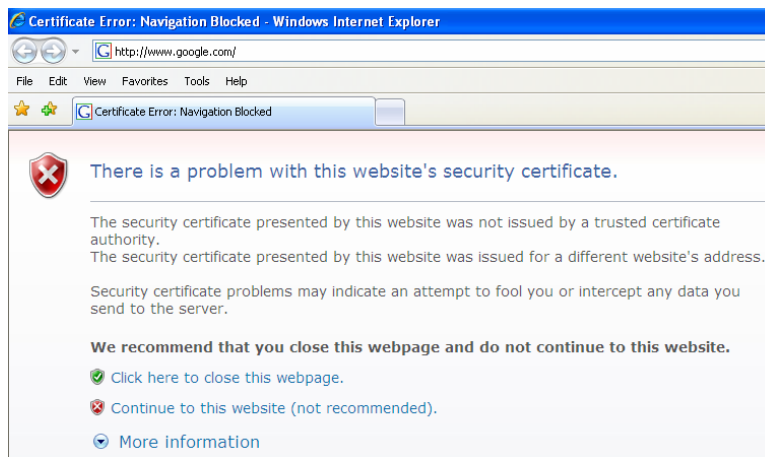 Certificate Error: Navigation Blocked - Windows Internet Explorer
http://www.google.com/
File Edit View Favorites Tools Help
Certificate Error: Navigation Blocked
There is a problem with this website's security certificate.
The security certificate presented by this website was not issued by a trusted certificate
authority.
The security certificate presented by this website was issued for a different website's address.
Security certificate problems may indicate an attempt to fool you or intercept any data you
send to the server.
We recommend that you close this webpage and do not continue to this website.
Click here to close this webpage.
Continue to this website (not recommended).
More information